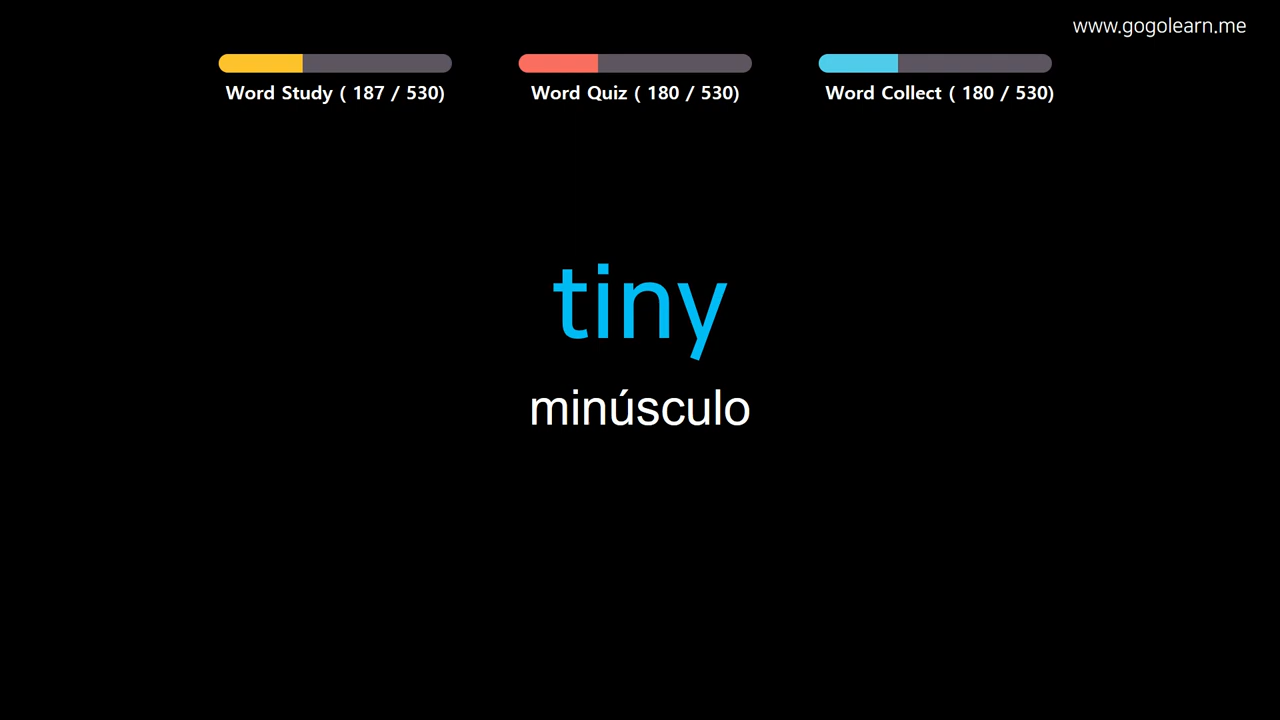 www.gogolearn.me
Word Study ( 187 / 530)
Word Quiz ( 180 / 530)
Word Collect ( 180 / 530)
tiny
minúsculo